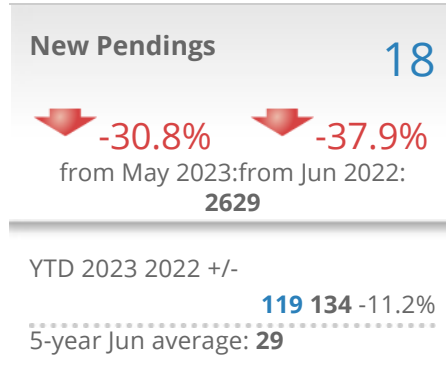 New Pendings 18
-30.8% -37.9%
from May 2023:from Jun 2022:
2629
YTD 2023 2022 +/-
119 134 -11.2%
5-year Jun average: 29